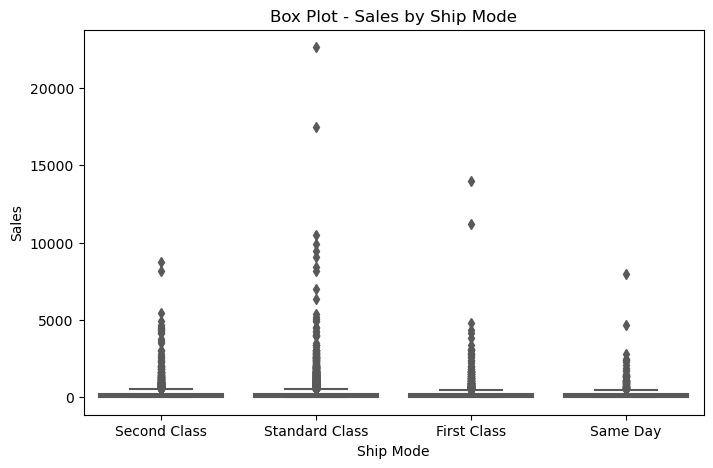 Box Plot - Sales by Ship Mode
20000
15000
10000
5000
0
Sales
Second Class
Standard Class
First Class
Same Day
Ship Mode